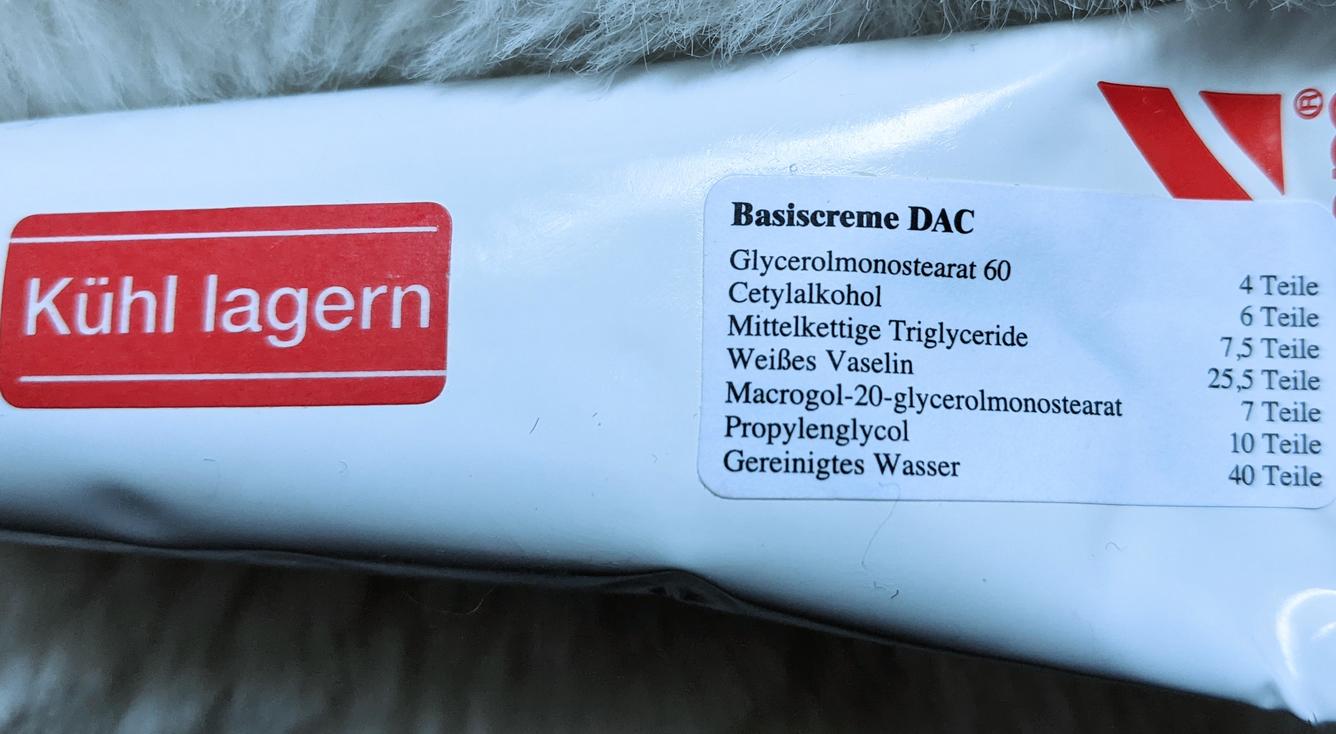 Kühl lagern
®
Basiscreme DAC
Glycerolmonostearat 60 4 Teile
Cetylalkohol 6 Teile
Mittelkettige Triglyceride 7,5 Teile
Weißes Vaselin 25,5 Teile
Macrogol-20-glycerolmonostearat 7 Teile
Propylenglycol 10 Teile
Gereinigtes Wasser 40 Teile